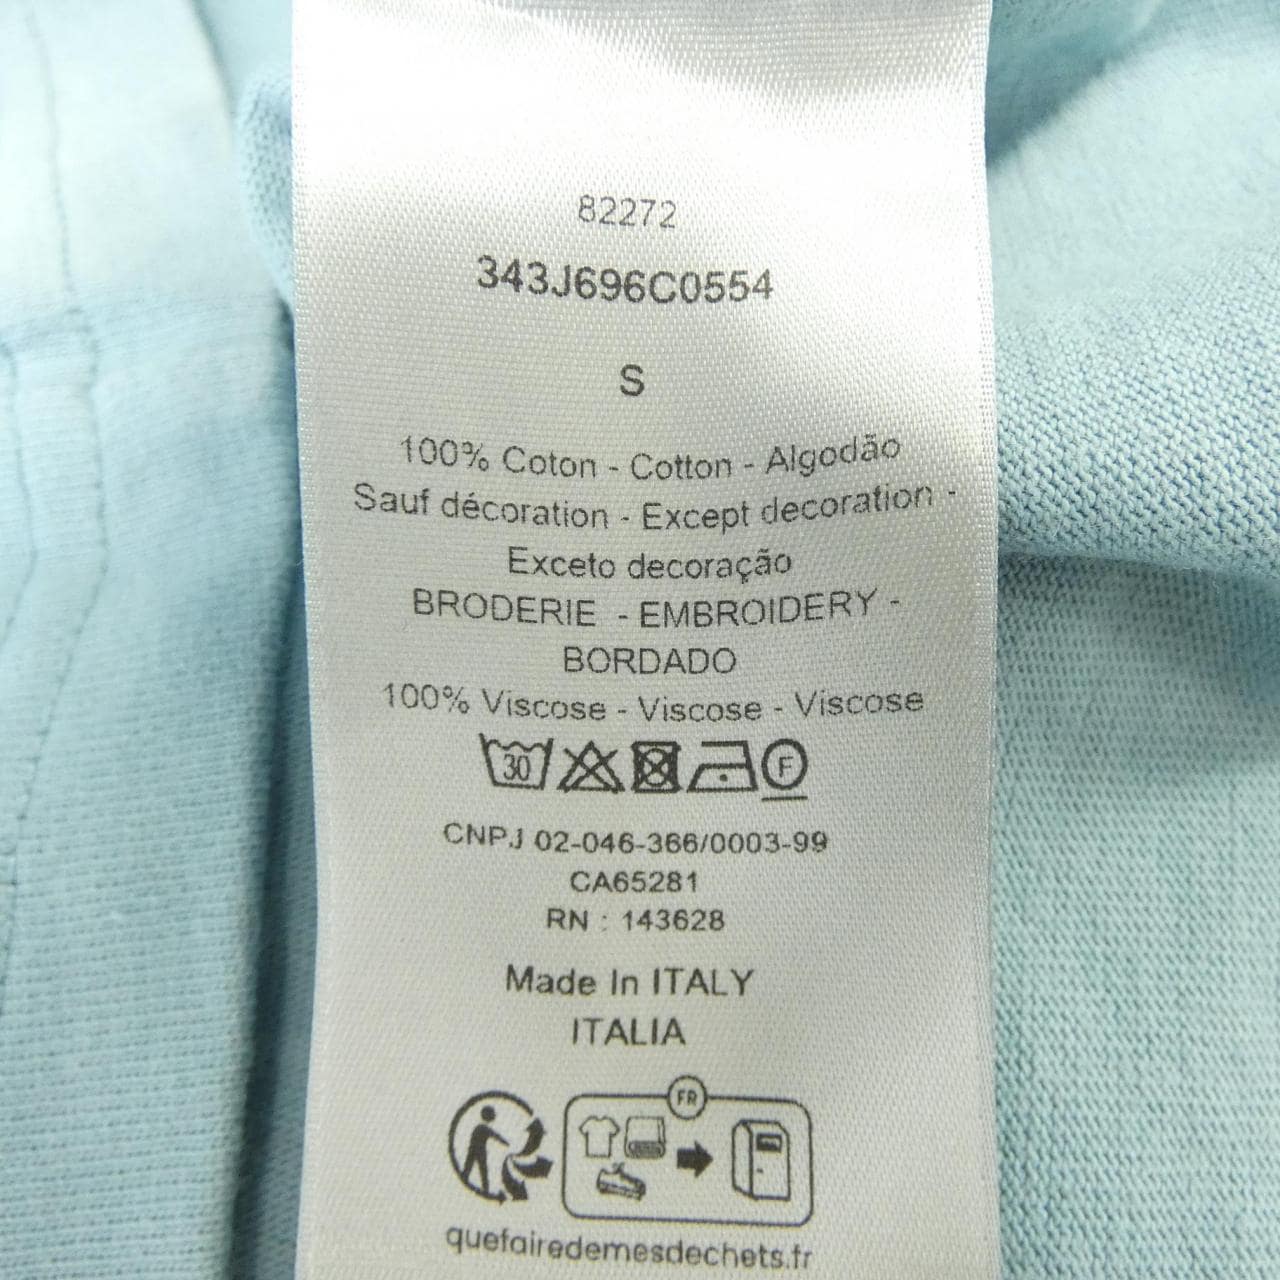 82272
343J696C0554
S
100% Coton - Cotton - Algodão
Sauf décoration - Except decoration -
Exceto decoração
BRODERIE - EMBROIDERY -
BORDADO
100% Viscose - Viscose - Viscose
30 F
CNPJ 02-046-366/0003-99
CA65281
RN : 143628
Made In ITALY
ITALIA
FR
quefairedemesdechets.fr